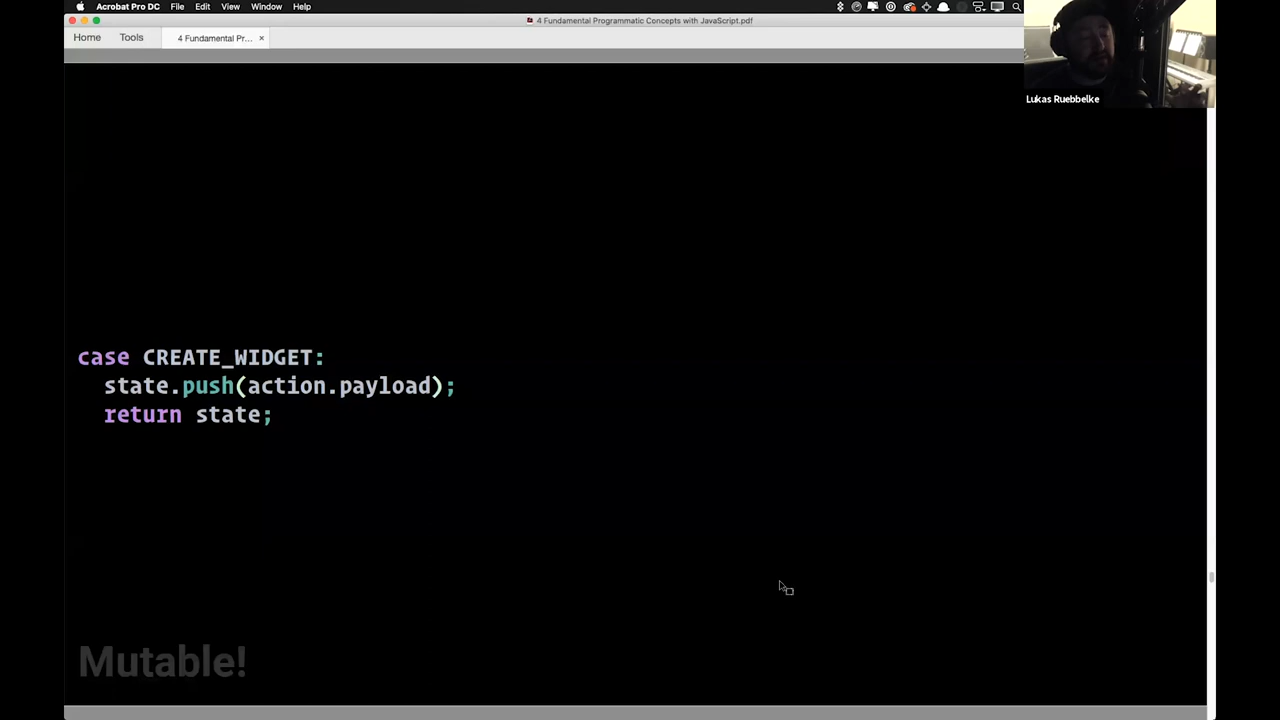 Acrobat Pro DC File Edit View Window Help
4 Fundamental Programmatic Concepts with JavaScript.pdf
Home Tools 4 Fundamental Pr... ×
Lukas Ruebbelke
case CREATE_WIDGET:
state.push(action.payload);
return state;
Mutable!